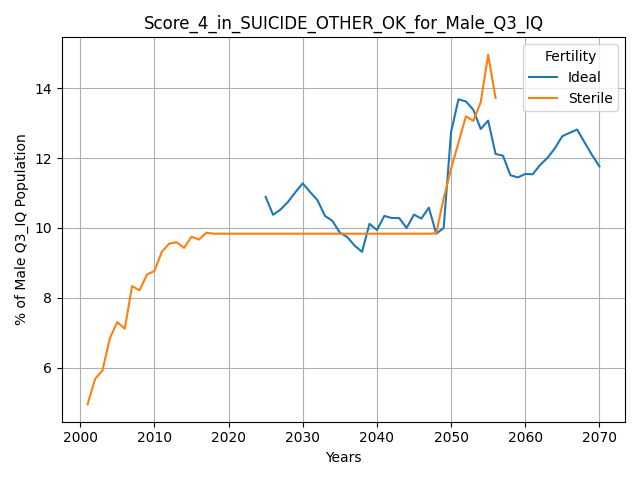 Score_4_in_SUICIDE_OTHER_OK_for_Male_Q3_IQ
Fertility
Ideal
Sterile
% of Male Q3_IQ Population
14
12
10
8
6
2000 2010 2020 2030 2040 2050 2060 2070
Years